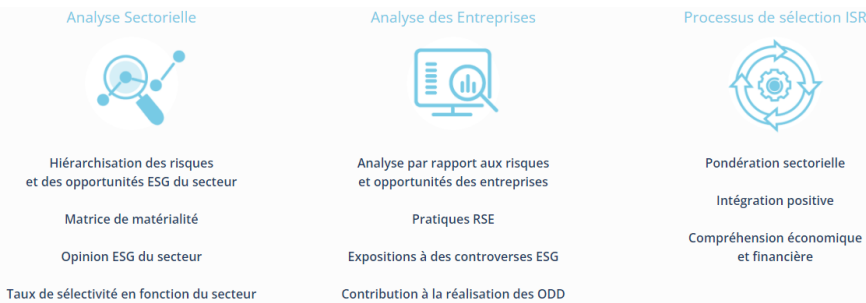 Analyse Sectorielle
Hiérarchisation des risques
et des opportunités ESG du secteur
Matrice de matérialité
Opinion ESG du secteur
Taux de sélectivité en fonction du secteur
Analyse des Entreprises
Analyse par rapport aux risques
et opportunités des entreprises
Pratiques RSE
Expositions à des controverses ESG
Contribution à la réalisation des ODD
Processus de sélection ISR
Pondération sectorielle
Intégration positive
Compréhension économique
et financière